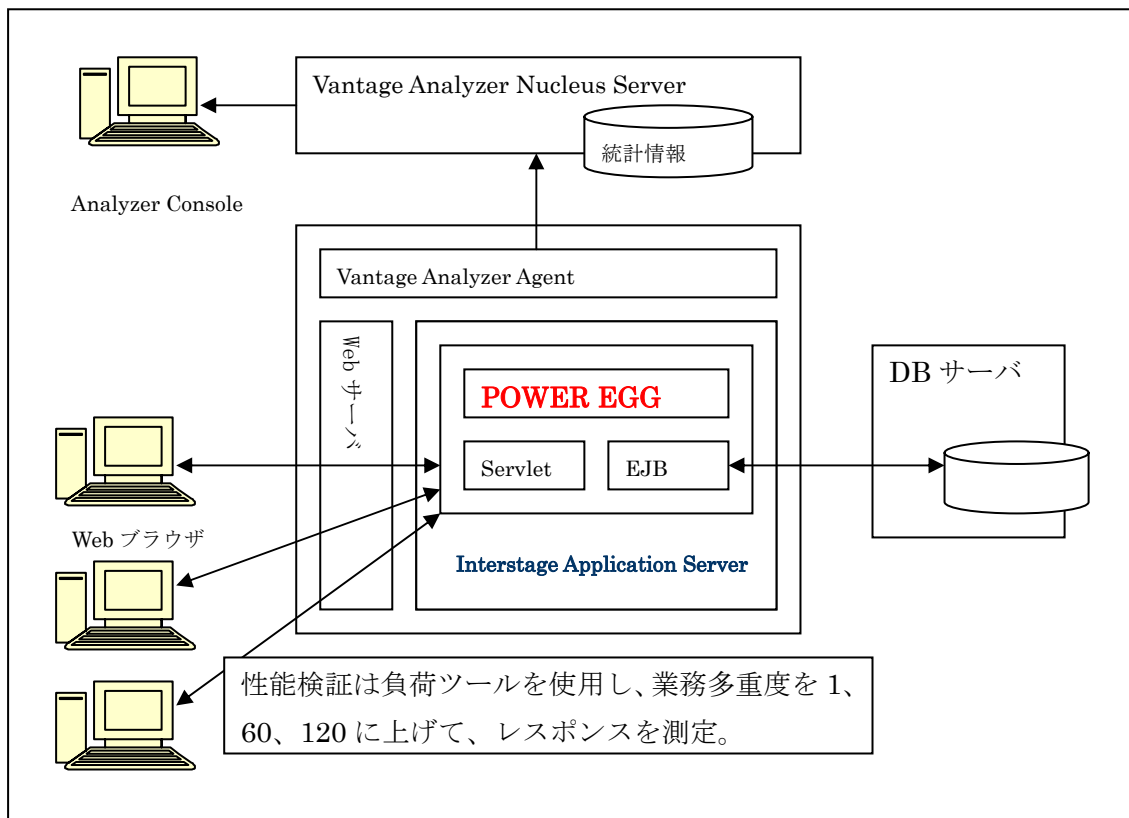 Vantage Analyzer Nucleus Server
統計情報
Analyzer Console
Vantage Analyzer Agent
Web サーバ
POWER EGG
Servlet
EJB
DB サーバ
Web ブラウザ
Interstage Application Server
性能検証は負荷ツールを使用し、業務多重度を 1、
60、120 に上げて、レスポンスを測定。